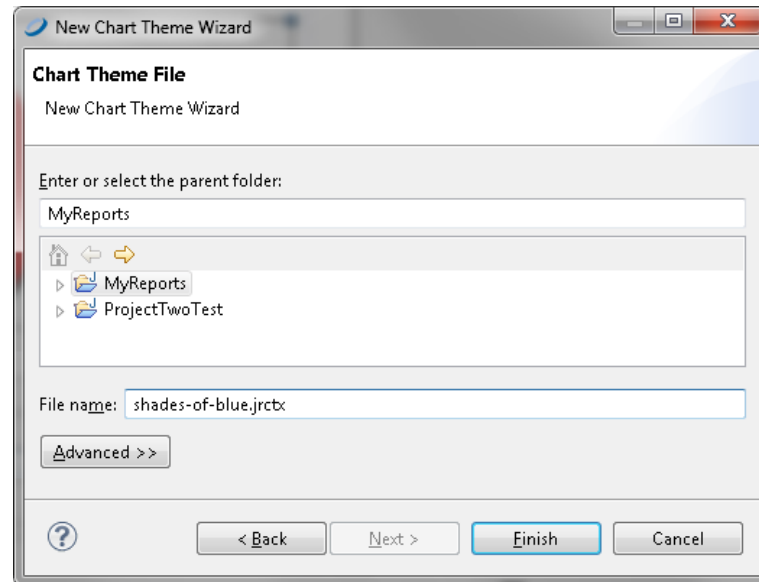 New Chart Theme Wizard
Chart Theme File
New Chart Theme Wizard
Enter or select the parent folder:
MyReports
MyReports
ProjectTwoTest
File name: shades-of-blue.jrctx
Advanced >>
< Back Next > Finish Cancel